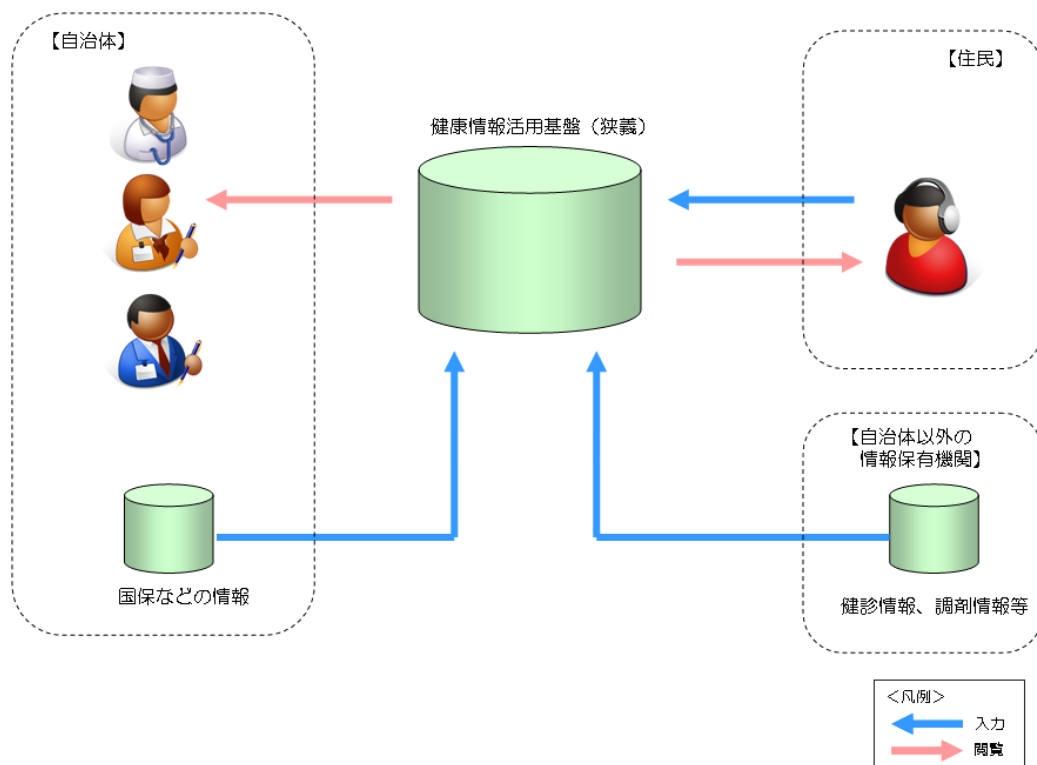 【自治体】
【住民】
健康情報活用基盤（狭義）
【自治体以外の
情報保有機関】
国保などの情報
健診情報、調剤情報等
＜凡例＞
入力
閲覧